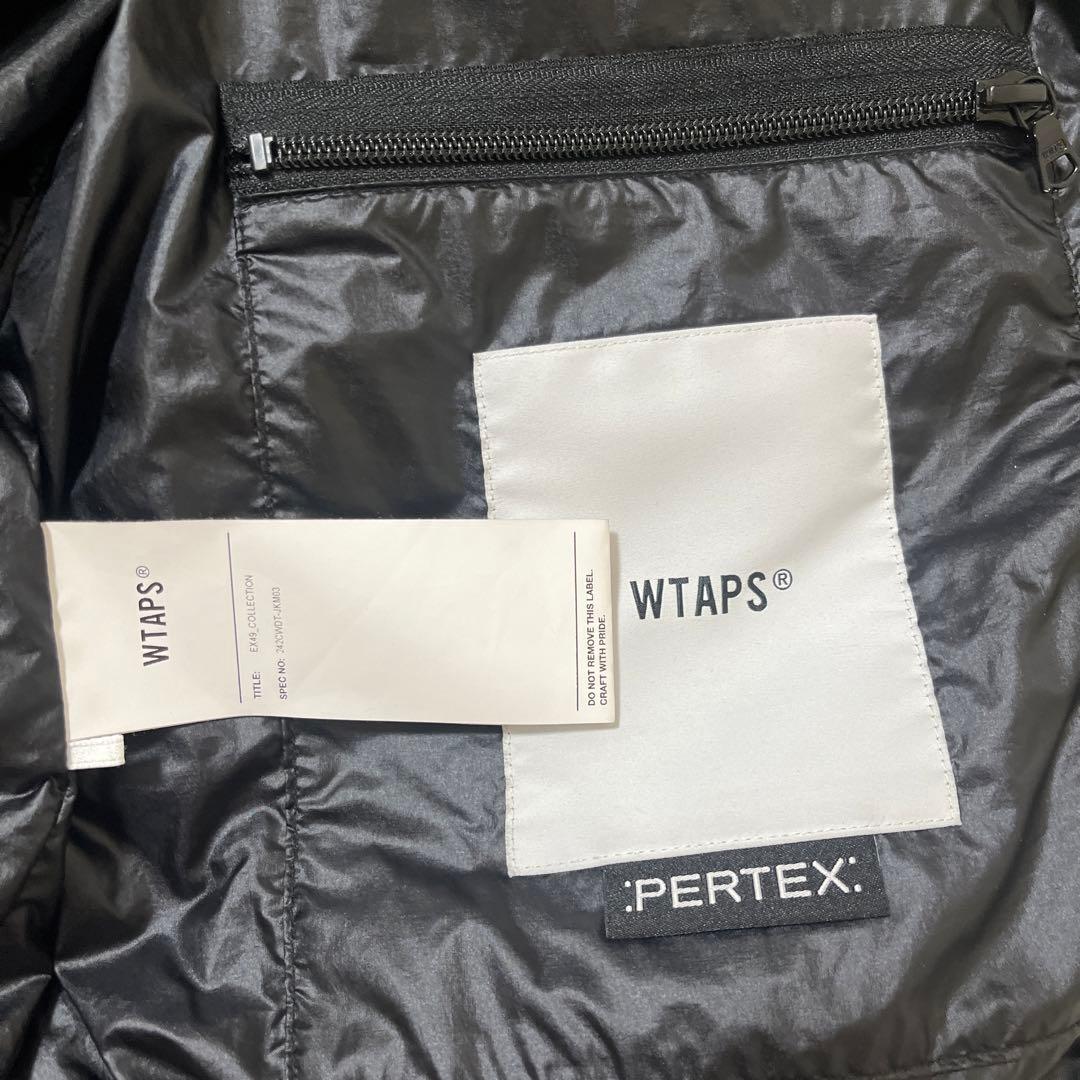 WTAPS®
TITLE: EX49_COLLECTION
SPEC NO: 242CWDT-JKM03
DO NOT REMOVE THIS LABEL.
CRAFT WITH PRIDE.
WTAPS®
:PERTEX: